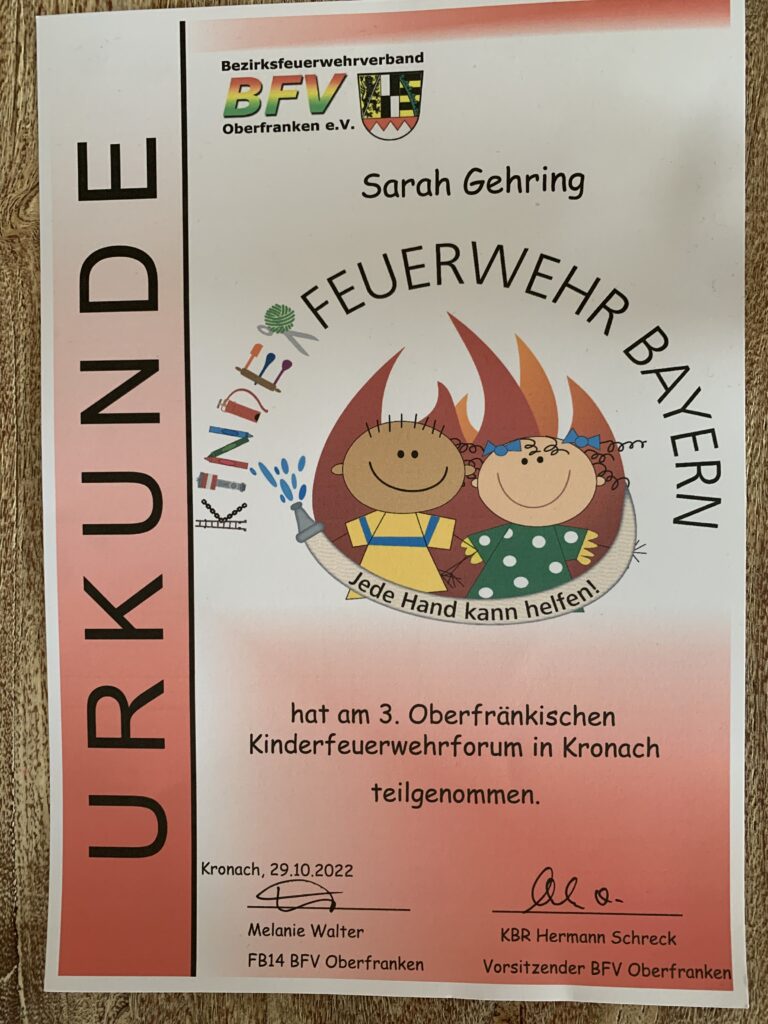 URKUNDE
Bezirksfeuerwehrverband
BFV
Oberfranken e.V.
Sarah Gehring
KINDERFEUERWEHR BAYERN
Jede Hand kann helfen!
hat am 3. Oberfränkischen
Kinderfeuerwehrforum in Kronach
teilgenommen.
Kronach, 29.10.2022
Melanie Walter
FB14 BFV Oberfranken
KBR Hermann Schreck
Vorsitzender BFV Oberfranken